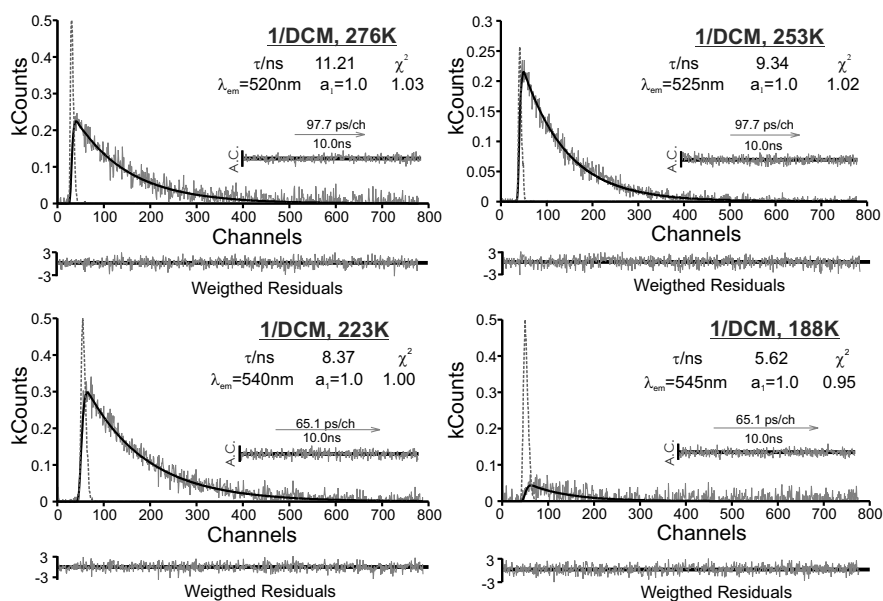 1/DCM, 276K
τ/ns 11.21 χ²
λem=520nm a₁=1.0 1.03
97.7 ps/ch
10.0ns
A.C.
kCounts
0.5
0.4
0.3
0.2
0.1
0
0 100 200 300 400 500 600 700 800
Channels
3
-3
Weigthed Residuals
1/DCM, 253K
τ/ns 9.34 χ²
λem=525nm a₁=1.0 1.02
97.7 ps/ch
10.0ns
A.C.
kCounts
0.3
0.25
0.2
0.15
0.1
0.05
0
0 100 200 300 400 500 600 700 800
Channels
3
-3
Weigthed Residuals
1/DCM, 223K
τ/ns 8.37 χ²
λem=540nm a₁=1.0 1.00
65.1 ps/ch
10.0ns
A.C.
kCounts
0.5
0.4
0.3
0.2
0.1
0
0 100 200 300 400 500 600 700 800
Channels
3
-3
Weigthed Residuals
1/DCM, 188K
τ/ns 5.62 χ²
λem=545nm a₁=1.0 0.95
65.1 ps/ch
10.0ns
A.C.
kCounts
0.5
0.4
0.3
0.2
0.1
0
0 100 200 300 400 500 600 700 800
Channels
3
-3
Weigthed Residuals